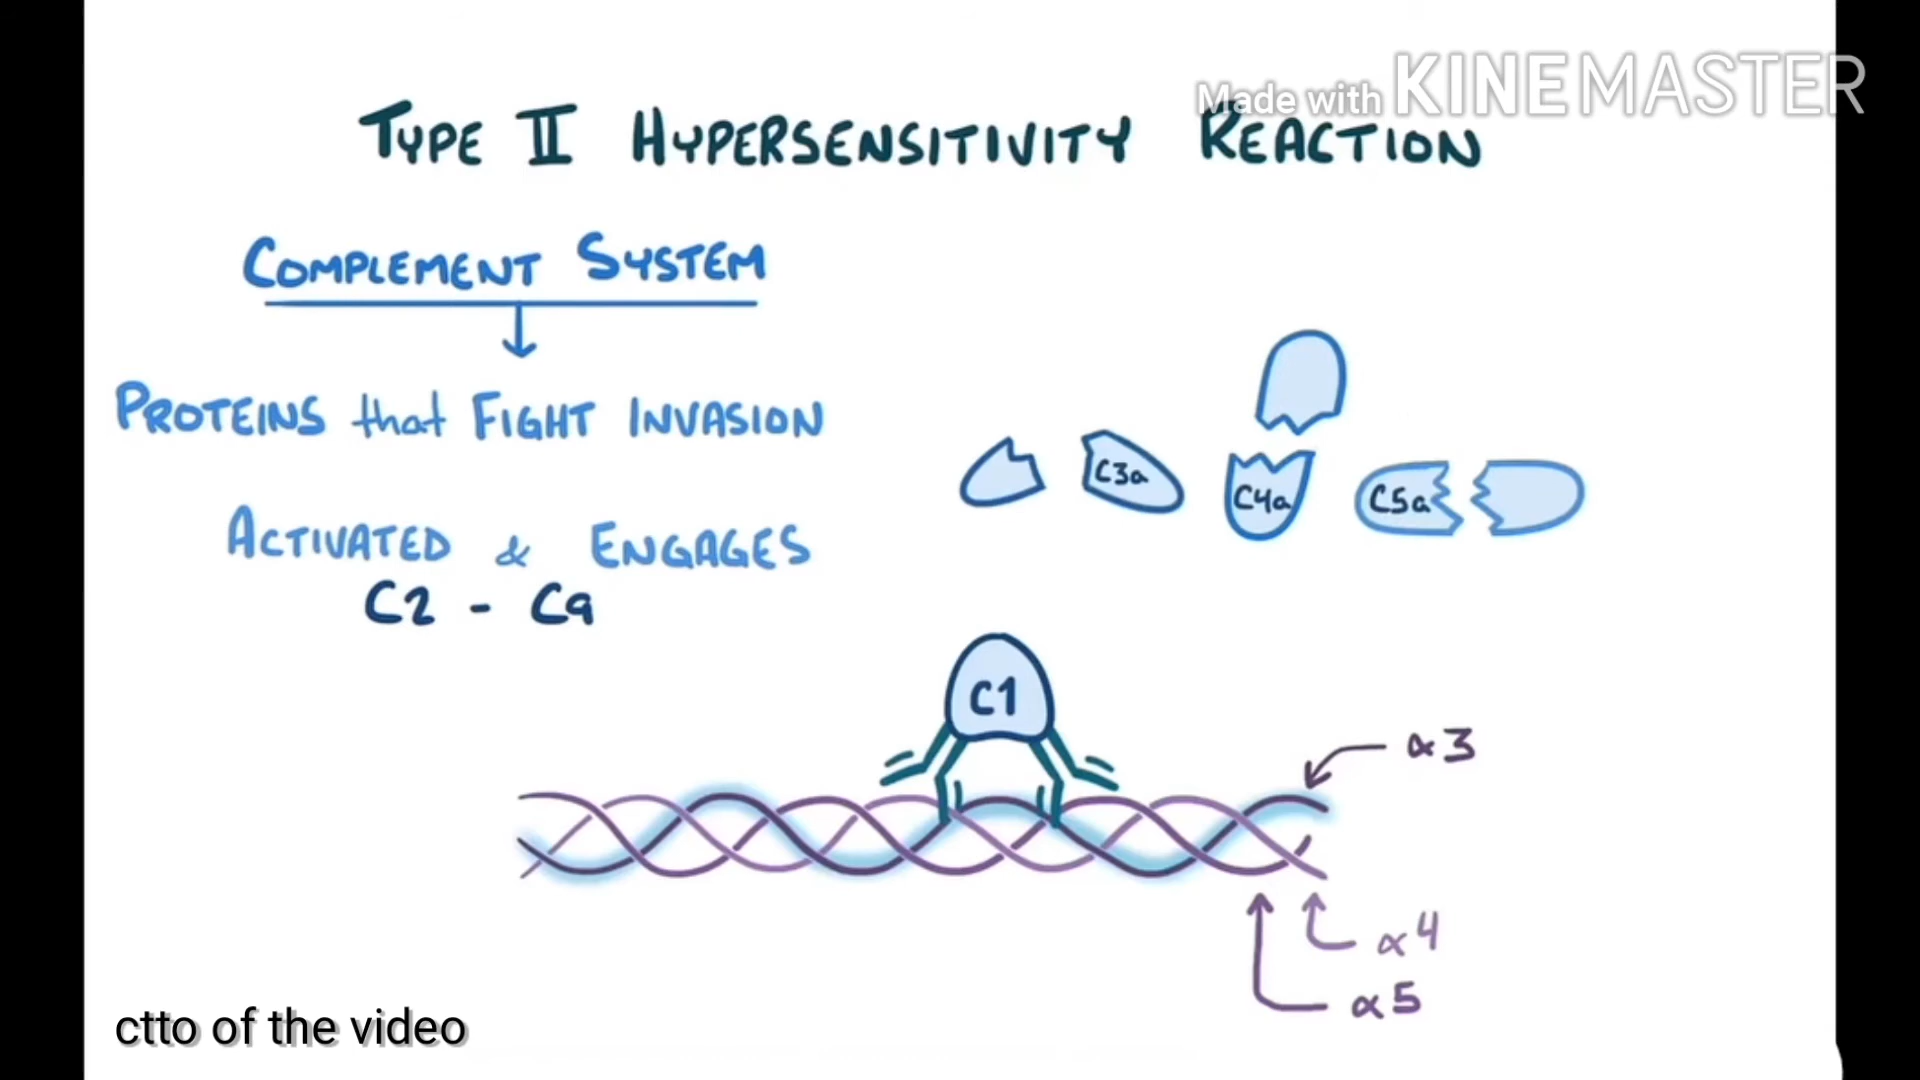 Made with KINEMASTER
TYPE II HYPERSENSITIVITY REACTION
COMPLEMENT SYSTEM
PROTEINS that FIGHT INVASION
ACTIVATED & ENGAGES
C2 - C9
C3a
C4a
C5a
C1
α3
α4
α5
ctto of the video